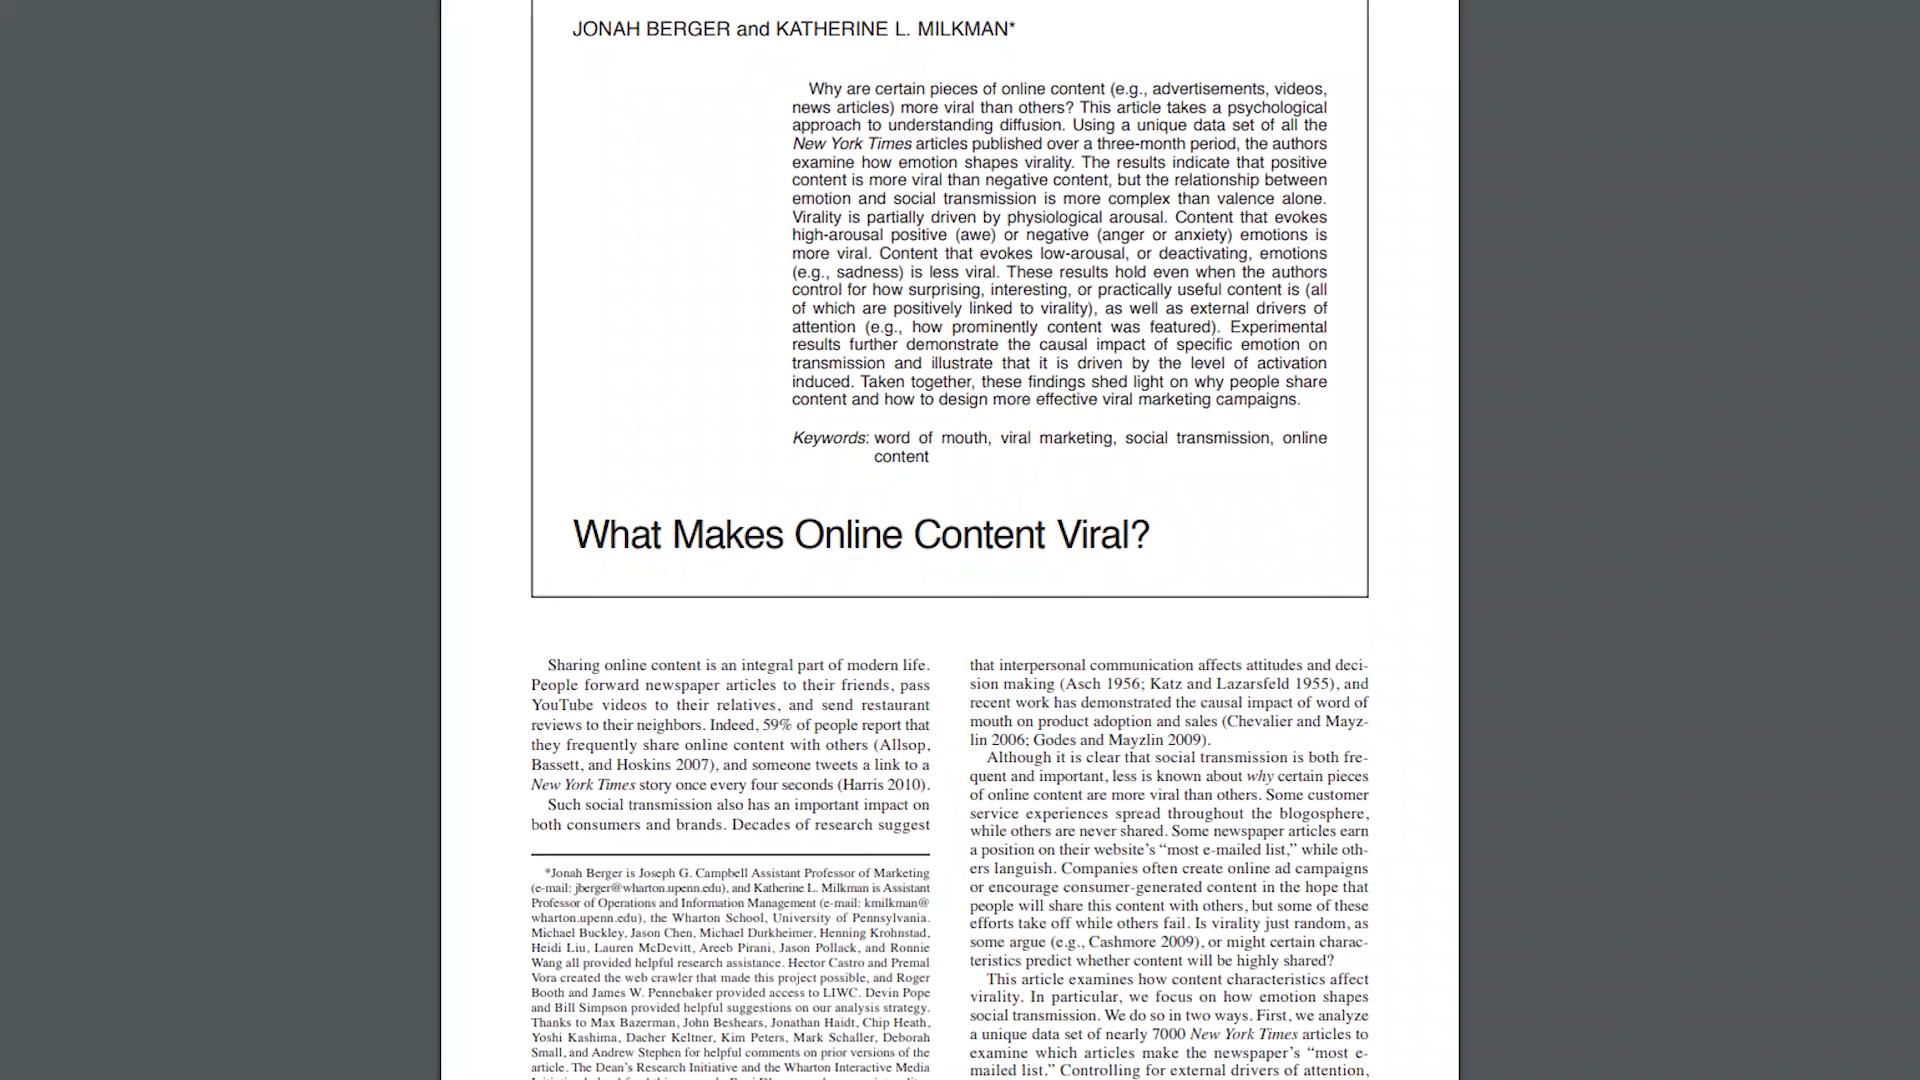 JONAH BERGER and KATHERINE L. MILKMAN*
Why are certain pieces of online content (e.g., advertisements, videos,
news articles) more viral than others? This article takes a psychological
approach to understanding diffusion. Using a unique data set of all the
New York Times articles published over a three-month period, the authors
examine how emotion shapes virality. The results indicate that positive
content is more viral than negative content, but the relationship between
emotion and social transmission is more complex than valence alone.
Virality is partially driven by physiological arousal. Content that evokes
high-arousal positive (awe) or negative (anger or anxiety) emotions is
more viral. Content that evokes low-arousal, or deactivating, emotions
(e.g., sadness) is less viral. These results hold even when the authors
control for how surprising, interesting, or practically useful content is (all
of which are positively linked to virality), as well as external drivers of
attention (e.g., how prominently content was featured). Experimental
results further demonstrate the causal impact of specific emotion on
transmission and illustrate that it is driven by the level of activation
induced. Taken together, these findings shed light on why people share
content and how to design more effective viral marketing campaigns.
Keywords: word of mouth, viral marketing, social transmission, online
content
What Makes Online Content Viral?
Sharing online content is an integral part of modern life.
People forward newspaper articles to their friends, pass
YouTube videos to their relatives, and send restaurant
reviews to their neighbors. Indeed, 59% of people report that
they frequently share online content with others (Allsop,
Bassett, and Hoskins 2007), and someone tweets a link to a
New York Times story once every four seconds (Harris 2010).
Such social transmission also has an important impact on
both consumers and brands. Decades of research suggest
*Jonah Berger is Joseph G. Campbell Assistant Professor of Marketing
(e-mail: jberger@wharton.upenn.edu), and Katherine L. Milkman is Assistant
Professor of Operations and Information Management (e-mail: kmilkman@
wharton.upenn.edu), the Wharton School, University of Pennsylvania.
Michael Buckley, Jason Chen, Michael Durkheimer, Henning Krohnstad,
Heidi Liu, Lauren McDevitt, Areeb Pirani, Jason Pollack, and Ronnie
Wang all provided helpful research assistance. Hector Castro and Premal
Vora created the web crawler that made this project possible, and Roger
Booth and James W. Pennebaker provided access to LIWC. Devin Pope
and Bill Simpson provided helpful suggestions on our analysis strategy.
Thanks to Max Bazerman, John Beshears, Jonathan Haidt, Chip Heath,
Yoshi Kashima, Dacher Keltner, Kim Peters, Mark Schaller, Deborah
Small, and Andrew Stephen for helpful comments on prior versions of the
article. The Dean's Research Initiative and the Wharton Interactive Media
that interpersonal communication affects attitudes and deci-
sion making (Asch 1956; Katz and Lazarsfeld 1955), and
recent work has demonstrated the causal impact of word of
mouth on product adoption and sales (Chevalier and Mayz-
lin 2006; Godes and Mayzlin 2009).
Although it is clear that social transmission is both fre-
quent and important, less is known about why certain pieces
of online content are more viral than others. Some customer
service experiences spread throughout the blogosphere,
while others are never shared. Some newspaper articles earn
a position on their website's “most e-mailed list,” while oth-
ers languish. Companies often create online ad campaigns
or encourage consumer-generated content in the hope that
people will share this content with others, but some of these
efforts take off while others fail. Is virality just random, as
some argue (e.g., Cashmore 2009), or might certain charac-
teristics predict whether content will be highly shared?
This article examines how content characteristics affect
virality. In particular, we focus on how emotion shapes
social transmission. We do so in two ways. First, we analyze
a unique data set of nearly 7000 New York Times articles to
examine which articles make the newspaper's “most e-
mailed list.” Controlling for external drivers of attention,